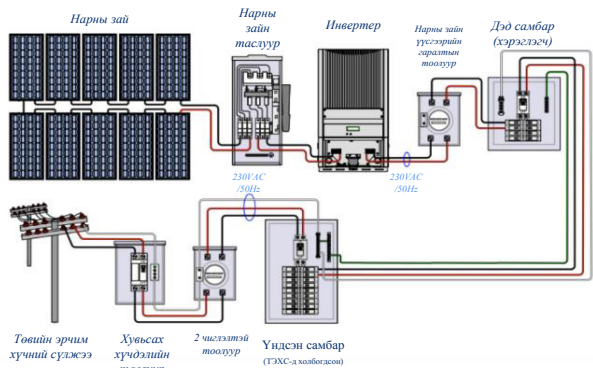 Нарны зай
Нарны
зайн
таслуур
Инвертер
Нарны зайн
үүсгээрийн
гаралтын
тоолуур
Дэд самбар
(хэрэглэгч)
230VAC
/50Hz
230VAC
/50Hz
Төвийн эрчим
хүчний сүлжээ
Хувьсах
хүчдэлийн
2 чиглэлтэй
тоолуур
Үндсэн самбар
(ТЭХС-д холбогдсон)